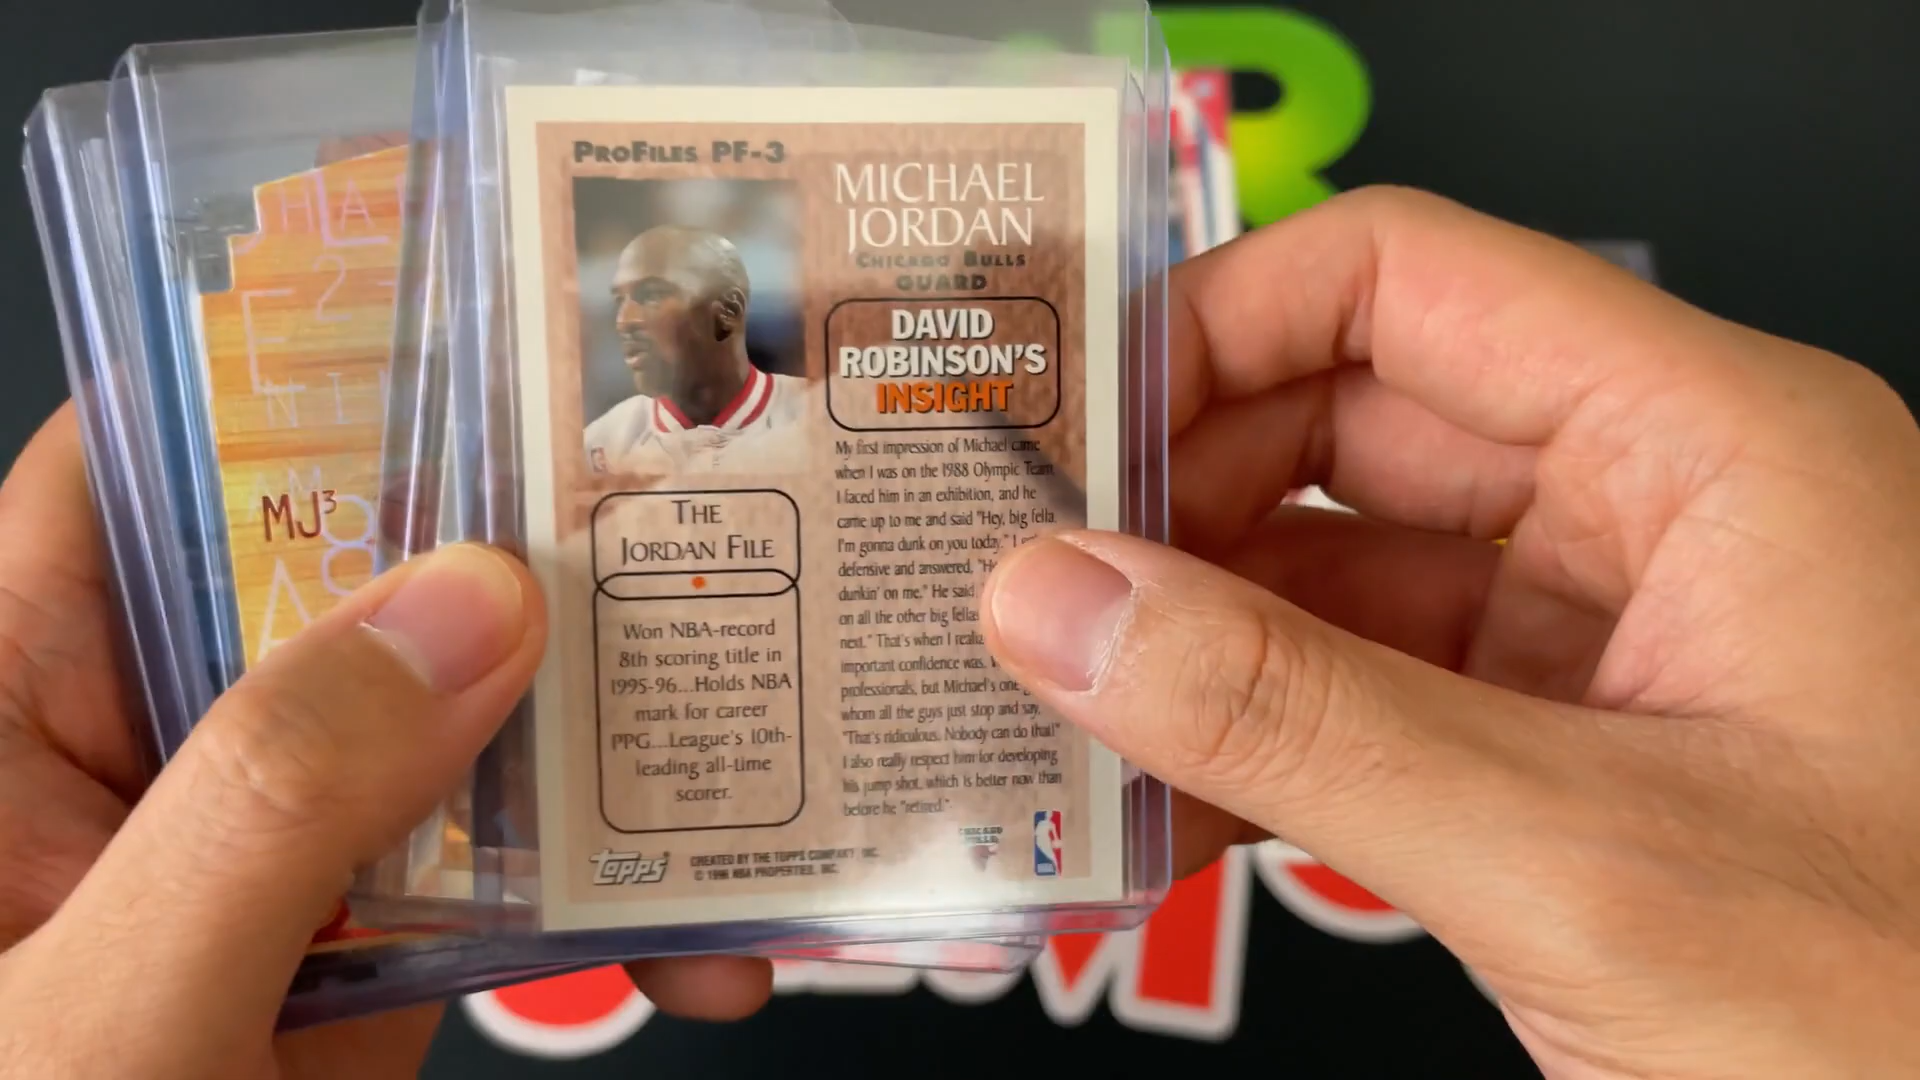 PROFILES PF-3
MICHAEL
JORDAN
CHICAGO BULLS
GUARD
DAVID
ROBINSON'S
INSIGHT
My first impression of Michael came
when I was on the 1988 Olympic Team.
I faced him in an exhibition, and he
came up to me and said "Hey, big fella.
I'm gonna dunk on you today."
defensive and answered,
dunkin' on me." He said
on all the other big fellas
next." That's when I
important confidence was.
professionals, but Michael's one
whom all the guys just stop and say,
"That's ridiculous. Nobody can do that!"
I also really respect him for developing
his jump shot, which is better now than
before he "retired."
THE
JORDAN FILE
Won NBA-record
8th scoring title in
1995-96...Holds NBA
mark for career
PPG...League's 10th-
leading all-time
scorer.
TOPPS
CREATED BY THE TOPPS COMPANY, INC.
© 1996 NBA PROPERTIES, INC.
CHICAGO
BULLS
MJ³